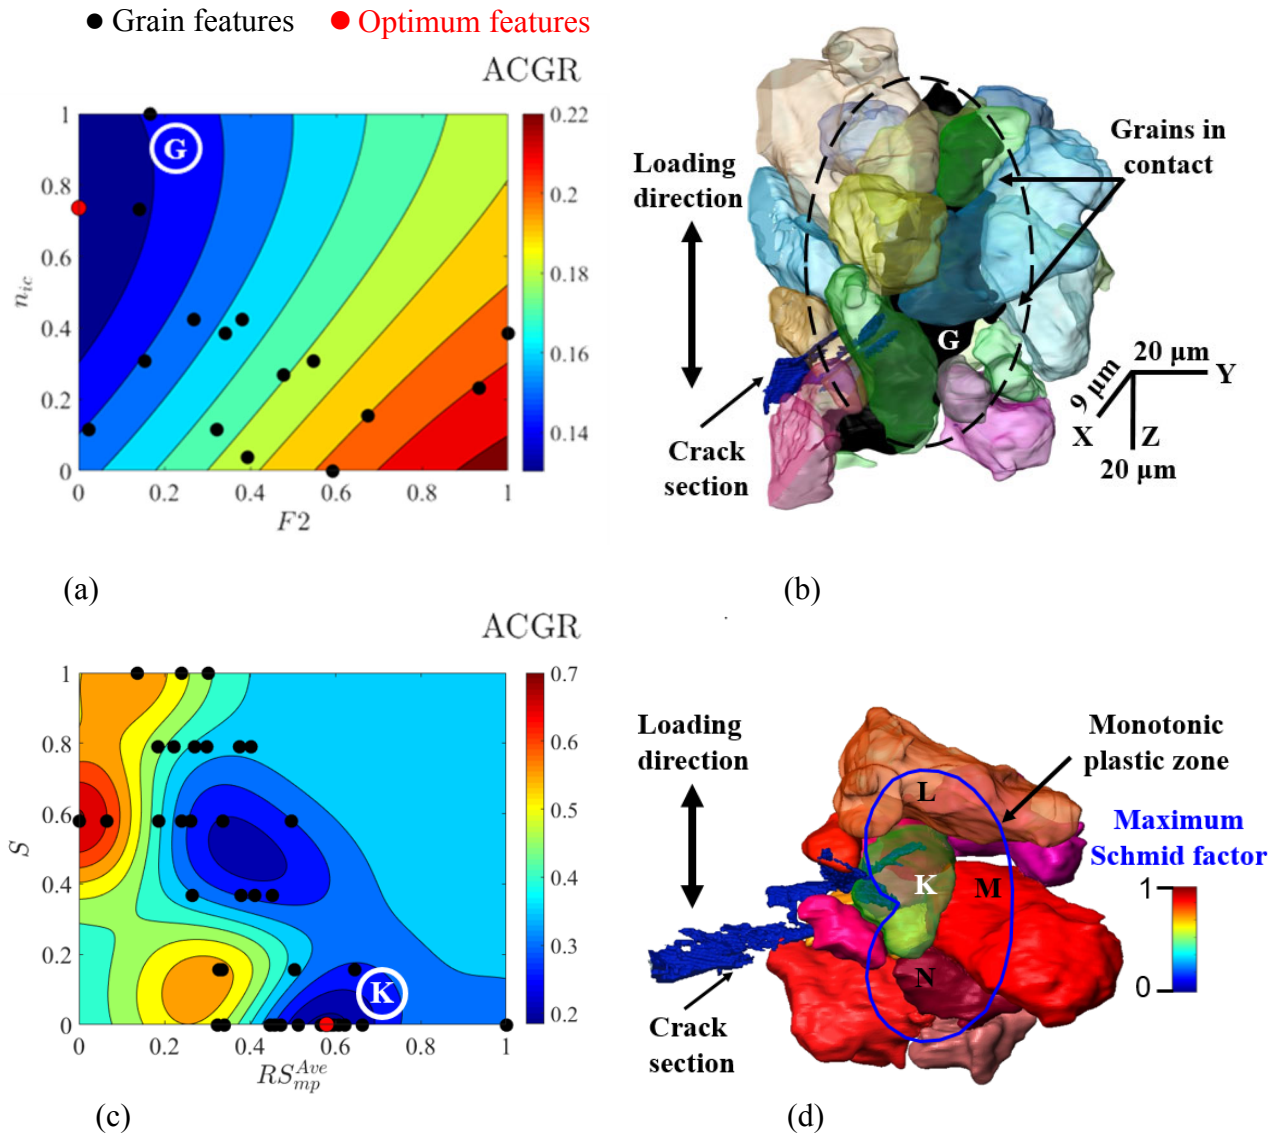 ● Grain features ● Optimum features
(a)
ACGR
1
0.8
0.6
0.4
0.2
0
0 0.2 0.4 0.6 0.8 1
n_ic
F2
0.22
0.2
0.18
0.16
0.14
G
(b)
Loading
direction
Grains in
contact
G
Crack
section
20 µm
Y
9 µm
X
Z
20 µm
(a)
(b)
ACGR
1
0.8
0.6
0.4
0.2
0
0 0.2 0.4 0.6 0.8 1
S
RS_mp^Ave
0.7
0.6
0.5
0.4
0.3
0.2
K
Loading
direction
Monotonic
plastic zone
L
K
M
N
Maximum
Schmid factor
1
0
Crack
section
(c)
(d)